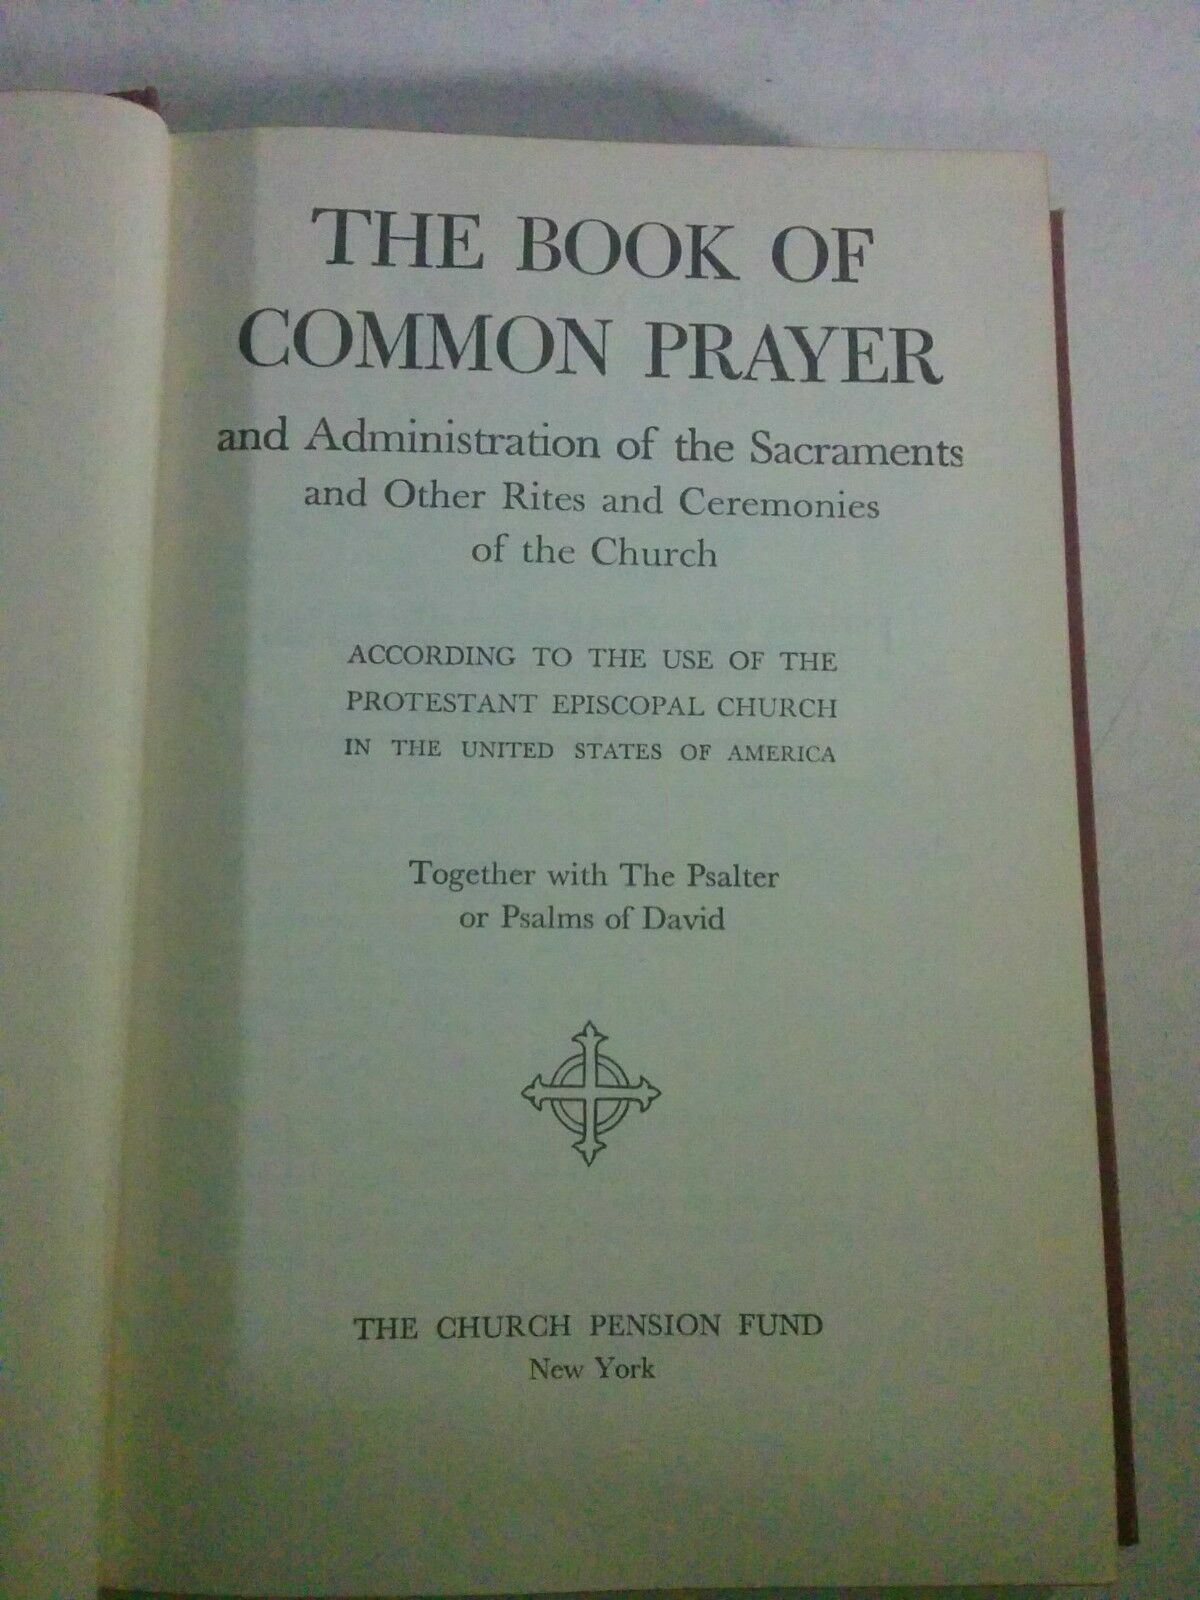 THE BOOK OF
COMMON PRAYER
and Administration of the Sacraments
and Other Rites and Ceremonies
of the Church
ACCORDING TO THE USE OF THE
PROTESTANT EPISCOPAL CHURCH
IN THE UNITED STATES OF AMERICA
Together with The Psalter
or Psalms of David
THE CHURCH PENSION FUND
New York